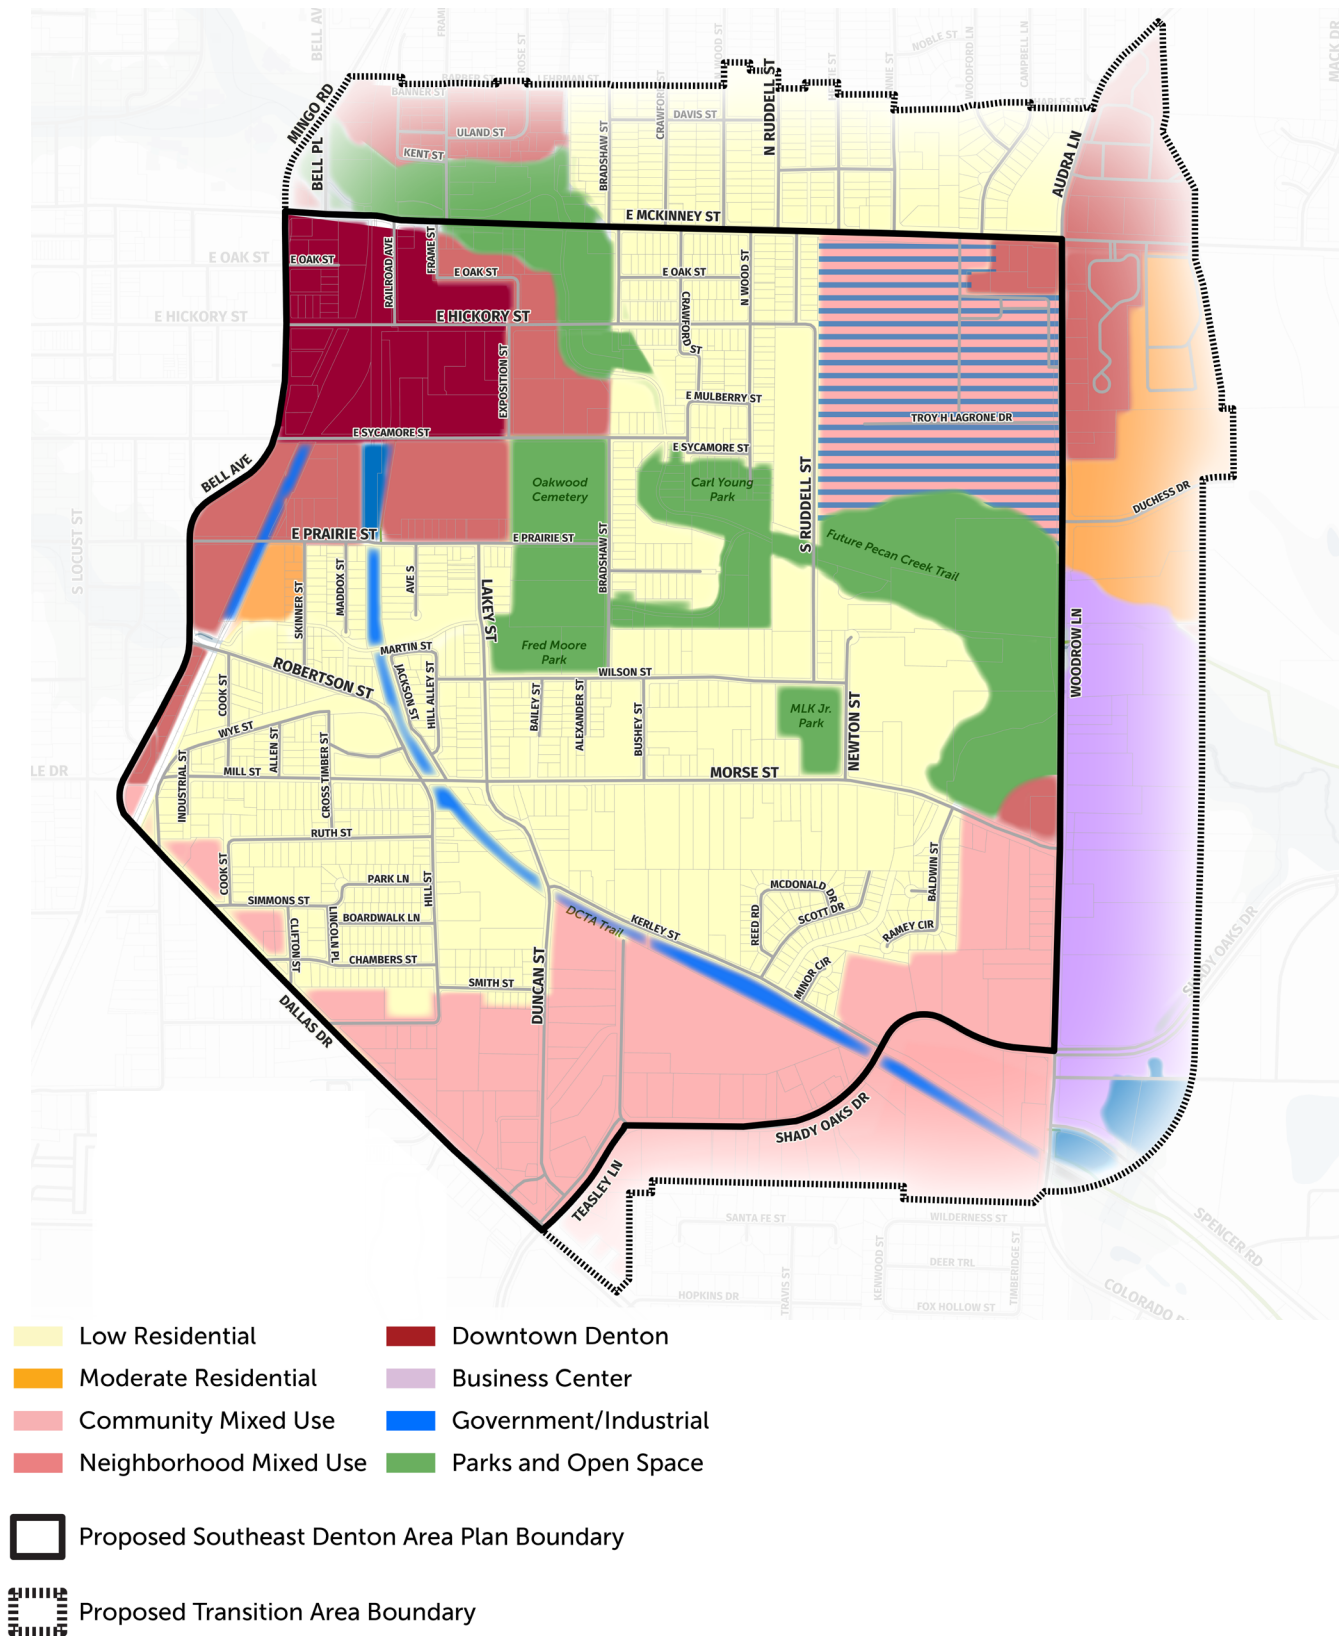 BELL AVE
ROSE ST
NOBLE ST
WOODFORD LN
CAMPBELL LN
MACK DR
BARBER ST
LEHRMAN ST
MINGO RD
BANNER ST
BELL PL
ULAND ST
KENT ST
BRADSHAW ST
DAVIS ST
N RUDDELL ST
AUDRA LN
E MCKINNEY ST
E OAK ST
E OAK ST
RAILROAD AVE
FRAME ST
E OAK ST
E OAK ST
N WOOD ST
CRAWFORD
ST
E HICKORY ST
E HICKORY ST
EXPOSITION ST
E MULBERRY ST
TROY H LAGRONE DR
E SYCAMORE ST
E SYCAMORE ST
BELL AVE
Oakwood
Cemetery
Carl Young
Park
S RUDDELL ST
DUCHESS DR
S LOCUST ST
E PRAIRIE ST
E PRAIRIE ST
BRADSHAW ST
Future Pecan Creek Trail
SKINNER ST
MADDOX ST
AVE S
LAKEY ST
WOODROW LN
MARTIN ST
Fred Moore
Park
ROBERTSON ST
WILSON ST
COOK ST
JACKSON ST
HILL ALLEY ST
BAILEY ST
ALEXANDER ST
BUSHEY ST
MLK Jr.
Park
NEWTON ST
WYE ST
ALLEN ST
CROSS TIMBER ST
INDUSTRIAL ST
MILL ST
MORSE ST
LE DR
RUTH ST
COOK ST
PARK LN
HILL ST
SIMMONS ST
LINCOLN PL
BOARDWALK LN
CLIFTON ST
CHAMBERS ST
DCTA Trail
KERLEY ST
MCDONALD DR
SCOTT DR
REED RD
BALDWIN ST
RAMEY CIR
MINOR CIR
SMITH ST
DUNCAN ST
DALLAS DR
SHADY OAKS DR
SHADY OAKS DR
TEASLEY LN
SANTA FE ST
WILDERNESS ST
KENWOOD ST
DEER TRL
TIMBERIDGE ST
TRAVIS ST
HOPKINS DR
FOX HOLLOW ST
SPENCER RD
COLORADO
Low Residential
Moderate Residential
Community Mixed Use
Neighborhood Mixed Use
Downtown Denton
Business Center
Government/Industrial
Parks and Open Space
Proposed Southeast Denton Area Plan Boundary
Proposed Transition Area Boundary